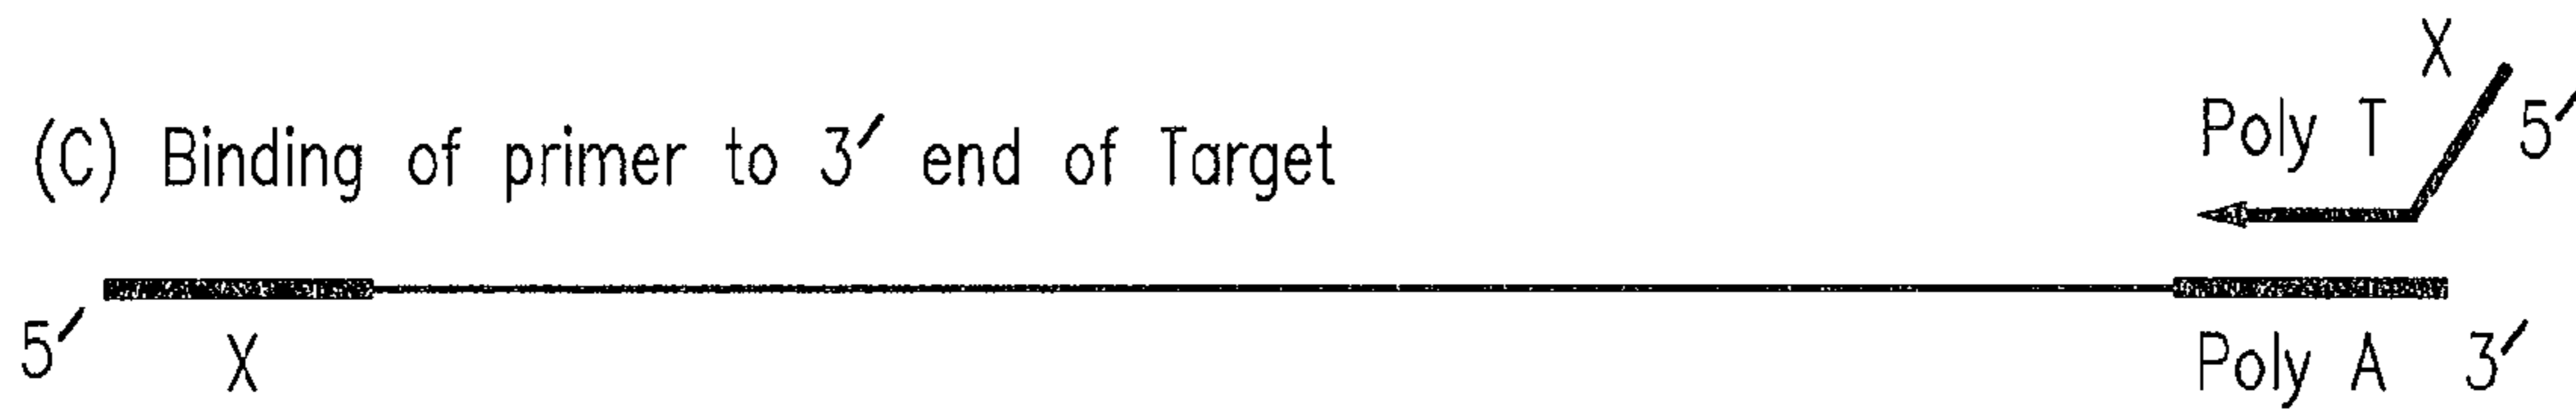 X
(C) Binding of primer to 3′ end of Target
Poly T
5′
5′
X
Poly A
3′